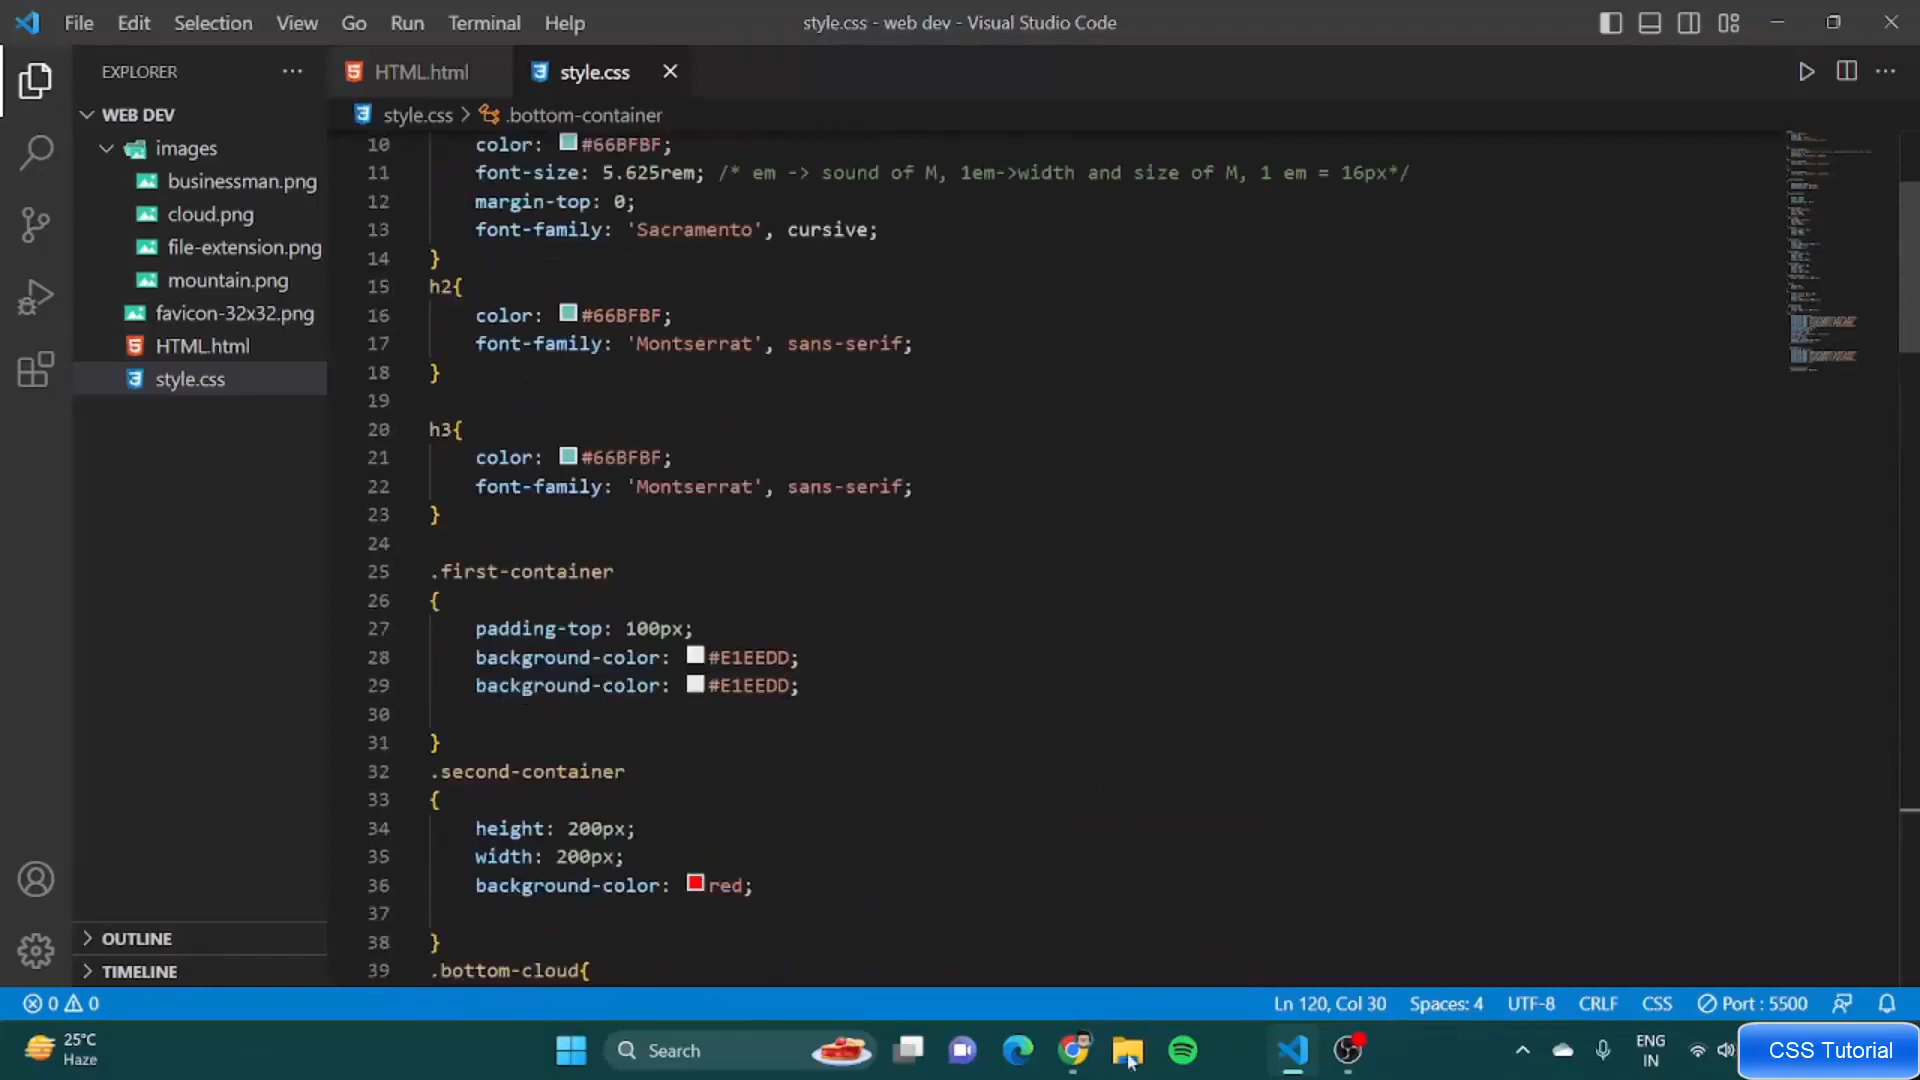 File Edit Selection View Go Run Terminal Help style.css - web dev - Visual Studio Code
EXPLORER
HTML.html
style.css
WEB DEV
images
businessman.png
cloud.png
file-extension.png
mountain.png
favicon-32x32.png
HTML.html
style.css
OUTLINE
TIMELINE
style.css > .bottom-container
10 color: #66BFBF;
11 font-size: 5.625rem; /* em -> sound of M, 1em->width and size of M, 1 em = 16px*/
12 margin-top: 0;
13 font-family: 'Sacramento', cursive;
14 }
15 h2{
16 color: #66BFBF;
17 font-family: 'Montserrat', sans-serif;
18 }
19
20 h3{
21 color: #66BFBF;
22 font-family: 'Montserrat', sans-serif;
23 }
24
25 .first-container
26 {
27 padding-top: 100px;
28 background-color: #E1EEDD;
29 background-color: #E1EEDD;
30
31 }
32 .second-container
33 {
34 height: 200px;
35 width: 200px;
36 background-color: red;
37
38 }
39 .bottom-cloud{
0 0 Ln 120, Col 30 Spaces: 4 UTF-8 CRLF CSS Port : 5500
25°C
Haze
Search
ENG
IN
CSS Tutorial